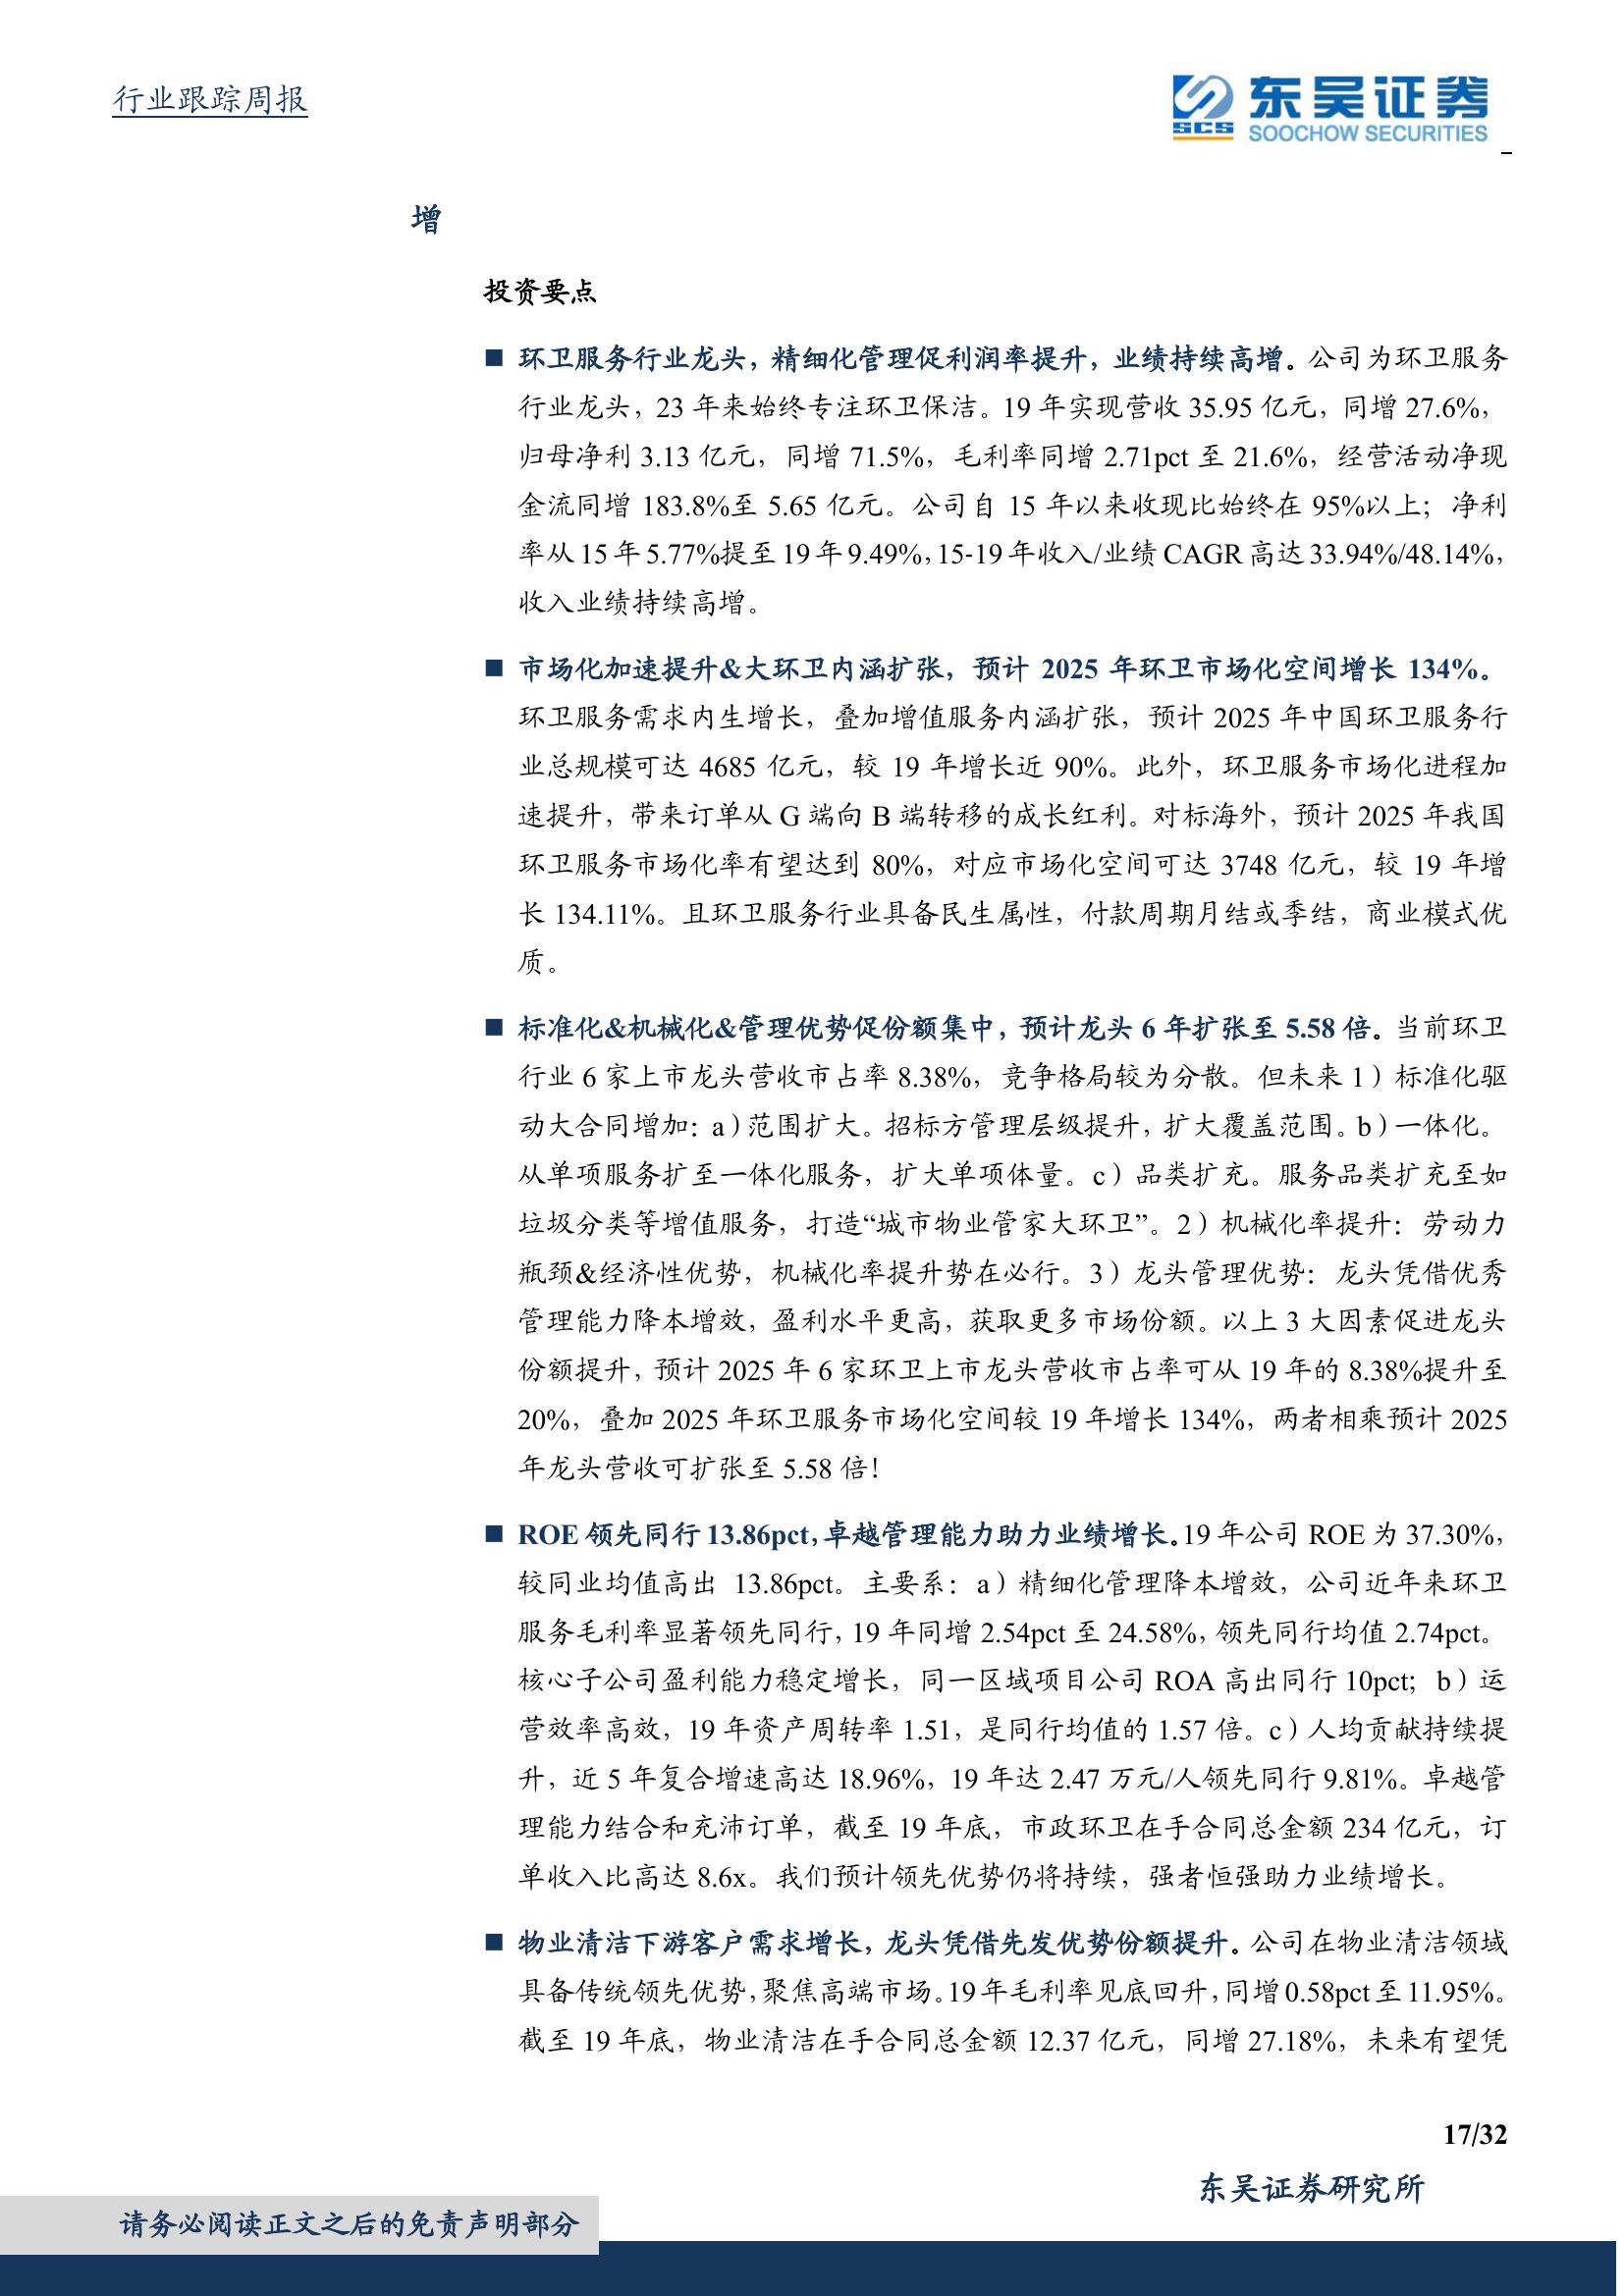 行业跟踪周报
SCS 东吴证券
SOOCHOW SECURITIES
增
投资要点
■ 环卫服务行业龙头，精细化管理促利润率提升，业绩持续高增。公司为环卫服务
行业龙头，23 年来始终专注环卫保洁。19 年实现营收 35.95 亿元，同增 27.6%，
归母净利 3.13 亿元，同增 71.5%，毛利率同增 2.71pct 至 21.6%，经营活动净现
金流同增 183.8%至 5.65 亿元。公司自 15 年以来收现比始终在 95%以上；净利
率从 15 年 5.77%提至 19 年 9.49%，15-19 年收入/业绩 CAGR 高达 33.94%/48.14%，
收入业绩持续高增。
■ 市场化加速提升&大环卫内涵扩张，预计 2025 年环卫市场化空间增长 134%。
环卫服务需求内生增长，叠加增值服务内涵扩张，预计 2025 年中国环卫服务行
业总规模可达 4685 亿元，较 19 年增长近 90%。此外，环卫服务市场化进程加
速提升，带来订单从 G 端向 B 端转移的成长红利。对标海外，预计 2025 年我国
环卫服务市场化率有望达到 80%，对应市场化空间可达 3748 亿元，较 19 年增
长 134.11%。且环卫服务行业具备民生属性，付款周期月结或季结，商业模式优
质。
■ 标准化&机械化&管理优势促份额集中，预计龙头 6 年扩张至 5.58 倍。当前环卫
行业 6 家上市龙头营收市占率 8.38%，竞争格局较为分散。但未来 1）标准化驱
动大合同增加：a）范围扩大。招标方管理层级提升，扩大覆盖范围。b）一体化。
从单项服务扩至一体化服务，扩大单项体量。c）品类扩充。服务品类扩充至如
垃圾分类等增值服务，打造“城市物业管家大环卫”。2）机械化率提升：劳动力
瓶颈&经济性优势，机械化率提升势在必行。3）龙头管理优势：龙头凭借优秀
管理能力降本增效，盈利水平更高，获取更多市场份额。以上 3 大因素促进龙头
份额提升，预计 2025 年 6 家环卫上市龙头营收市占率可从 19 年的 8.38%提升至
20%，叠加 2025 年环卫服务市场化空间较 19 年增长 134%，两者相乘预计 2025
年龙头营收可扩张至 5.58 倍！
■ ROE 领先同行 13.86pct，卓越管理能力助力业绩增长。19 年公司 ROE 为 37.30%，
较同业均值高出 13.86pct。主要系：a）精细化管理降本增效，公司近年来环卫
服务毛利率显著领先同行，19 年同增 2.54pct 至 24.58%，领先同行均值 2.74pct。
核心子公司盈利能力稳定增长，同一区域项目公司 ROA 高出同行 10pct；b）运
营效率高效，19 年资产周转率 1.51，是同行均值的 1.57 倍。c）人均贡献持续提
升，近 5 年复合增速高达 18.96%，19 年达 2.47 万元/人领先同行 9.81%。卓越管
理能力结合和充沛订单，截至 19 年底，市政环卫在手合同总金额 234 亿元，订
单收入比高达 8.6x。我们预计领先优势仍将持续，强者恒强助力业绩增长。
■ 物业清洁下游客户需求增长，龙头凭借先发优势份额提升。公司在物业清洁领域
具备传统领先优势，聚焦高端市场。19 年毛利率见底回升，同增 0.58pct 至 11.95%。
截至 19 年底，物业清洁在手合同总金额 12.37 亿元，同增 27.18%，未来有望凭
17/32
东吴证券研究所
请务必阅读正文之后的免责声明部分